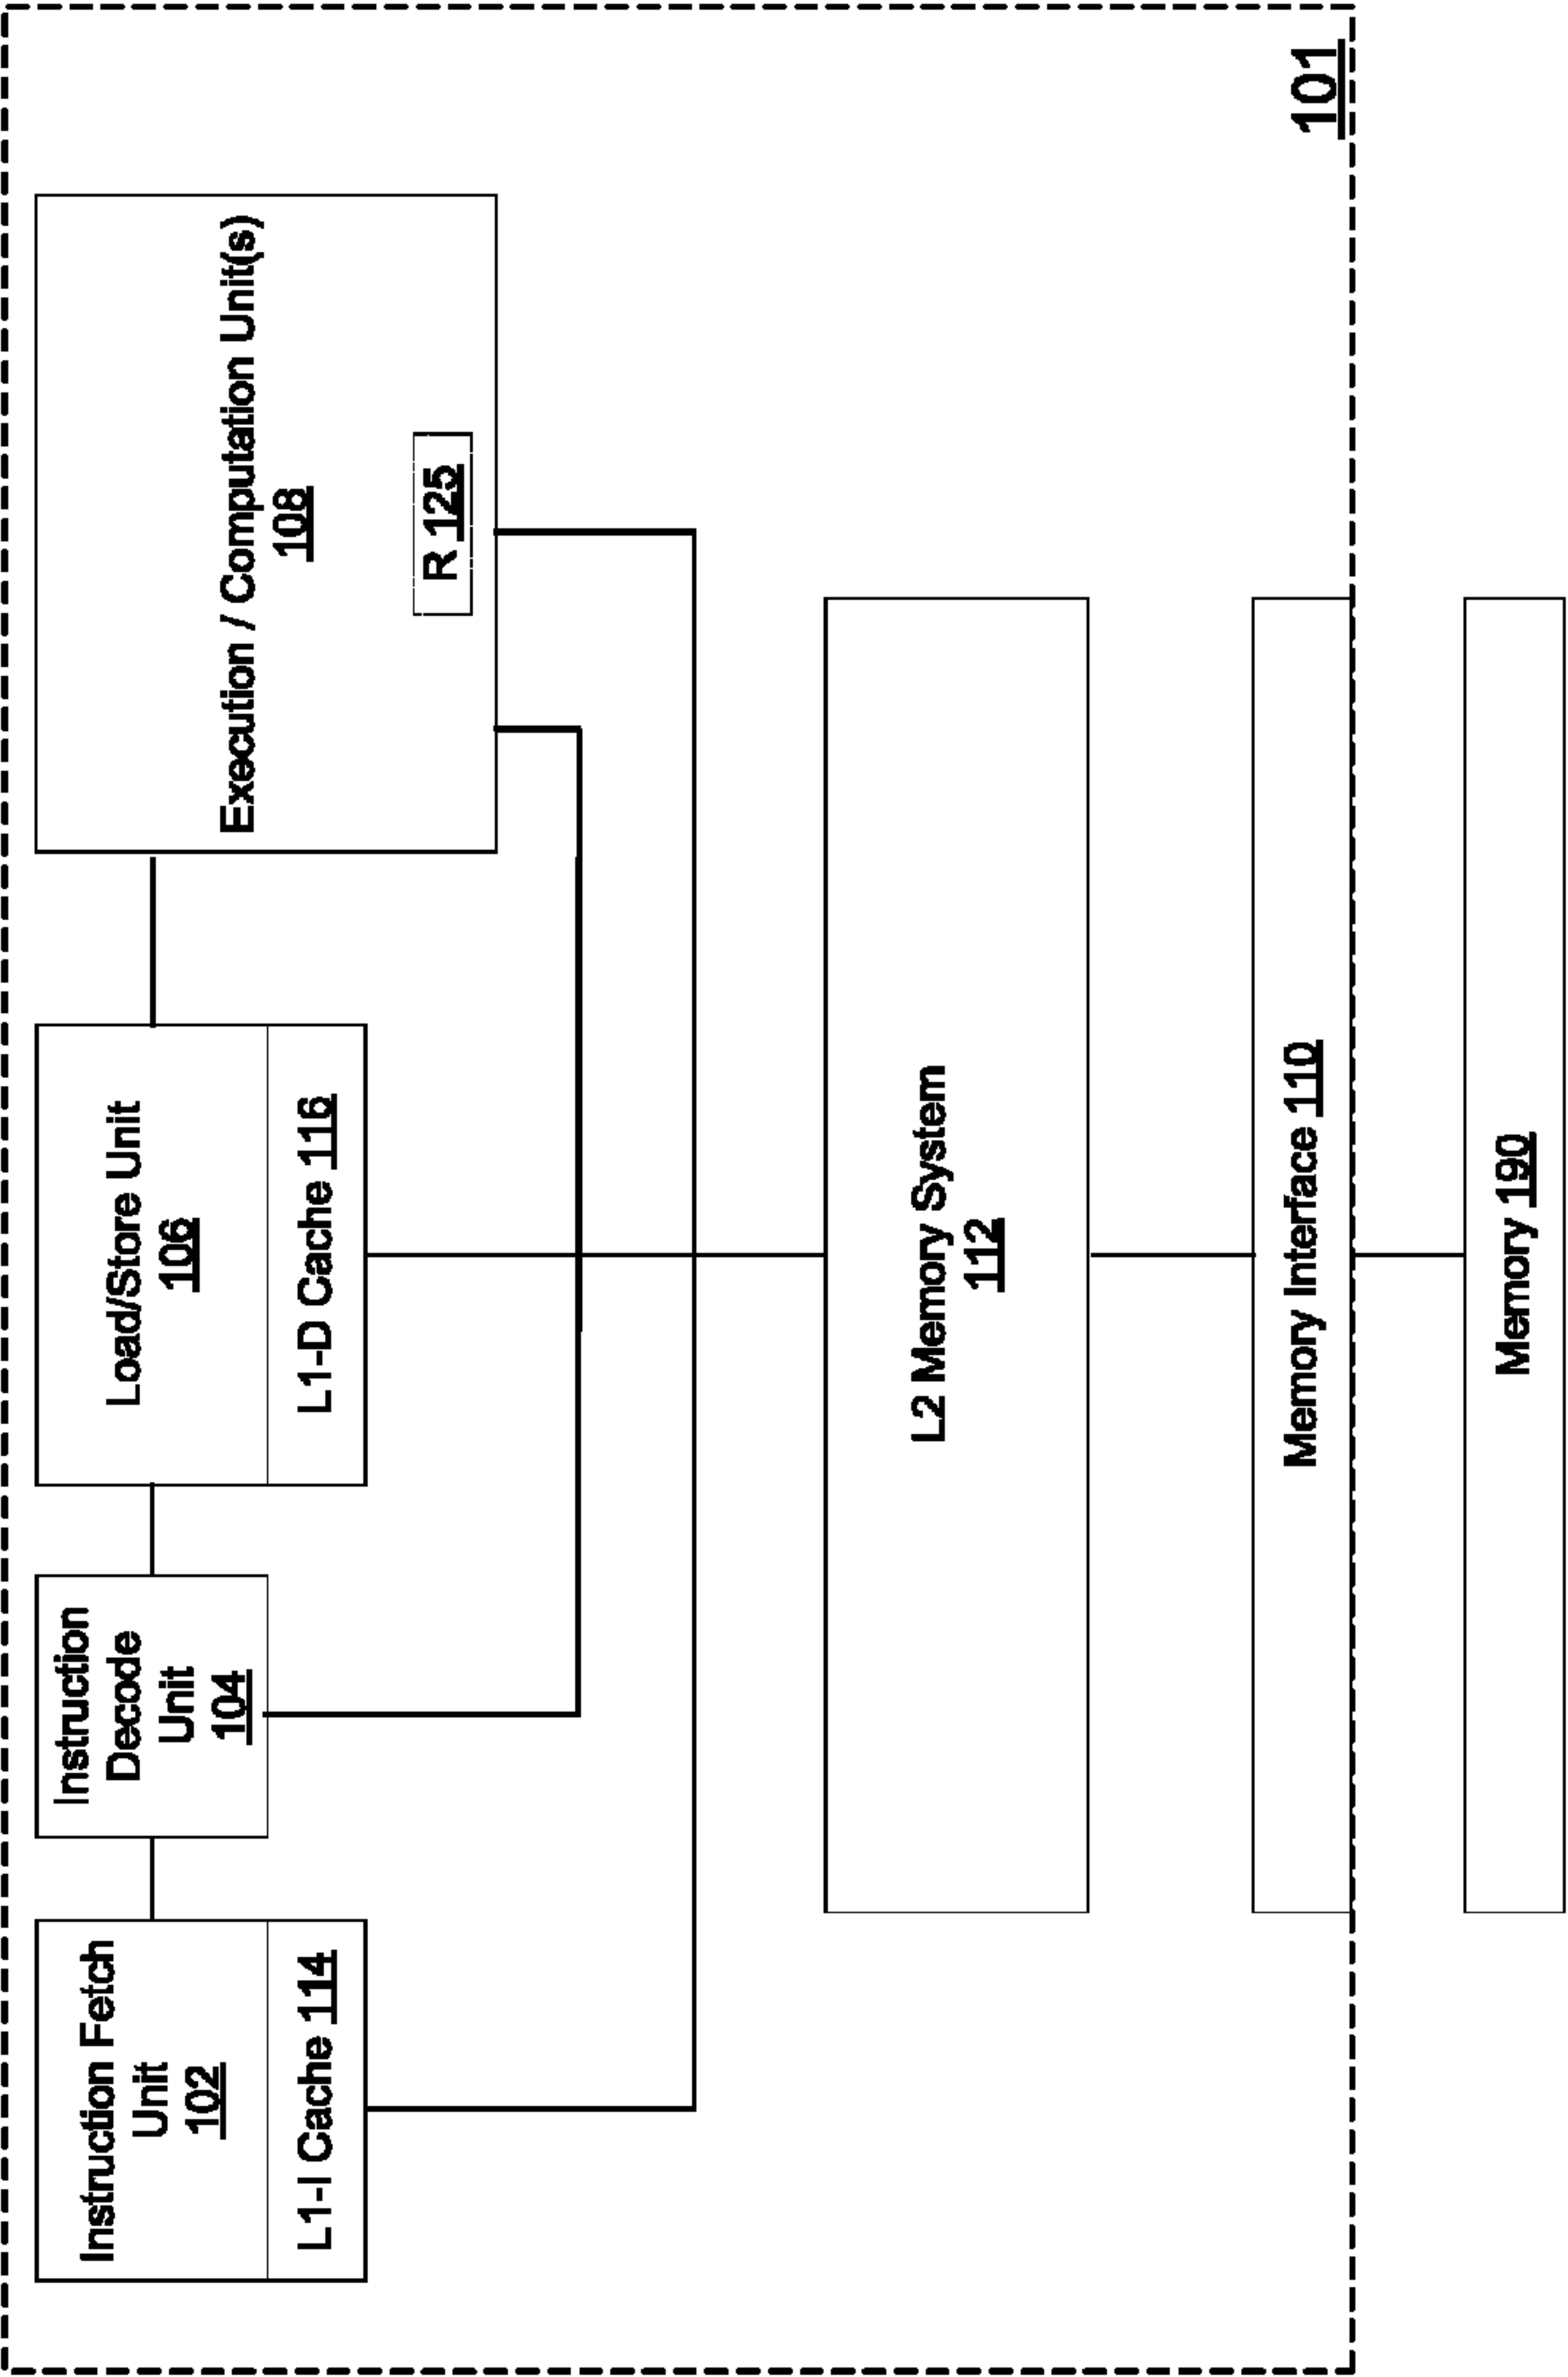 Instruction Fetch
Unit
102
L1-I Cache 114
Instruction
Decode
Unit
104
Load/Store Unit
106
L1-D Cache 116
Execution / Computation Unit(s)
108
R 125
L2 Memory System
112
Memory Interface 110
101
Memory 190